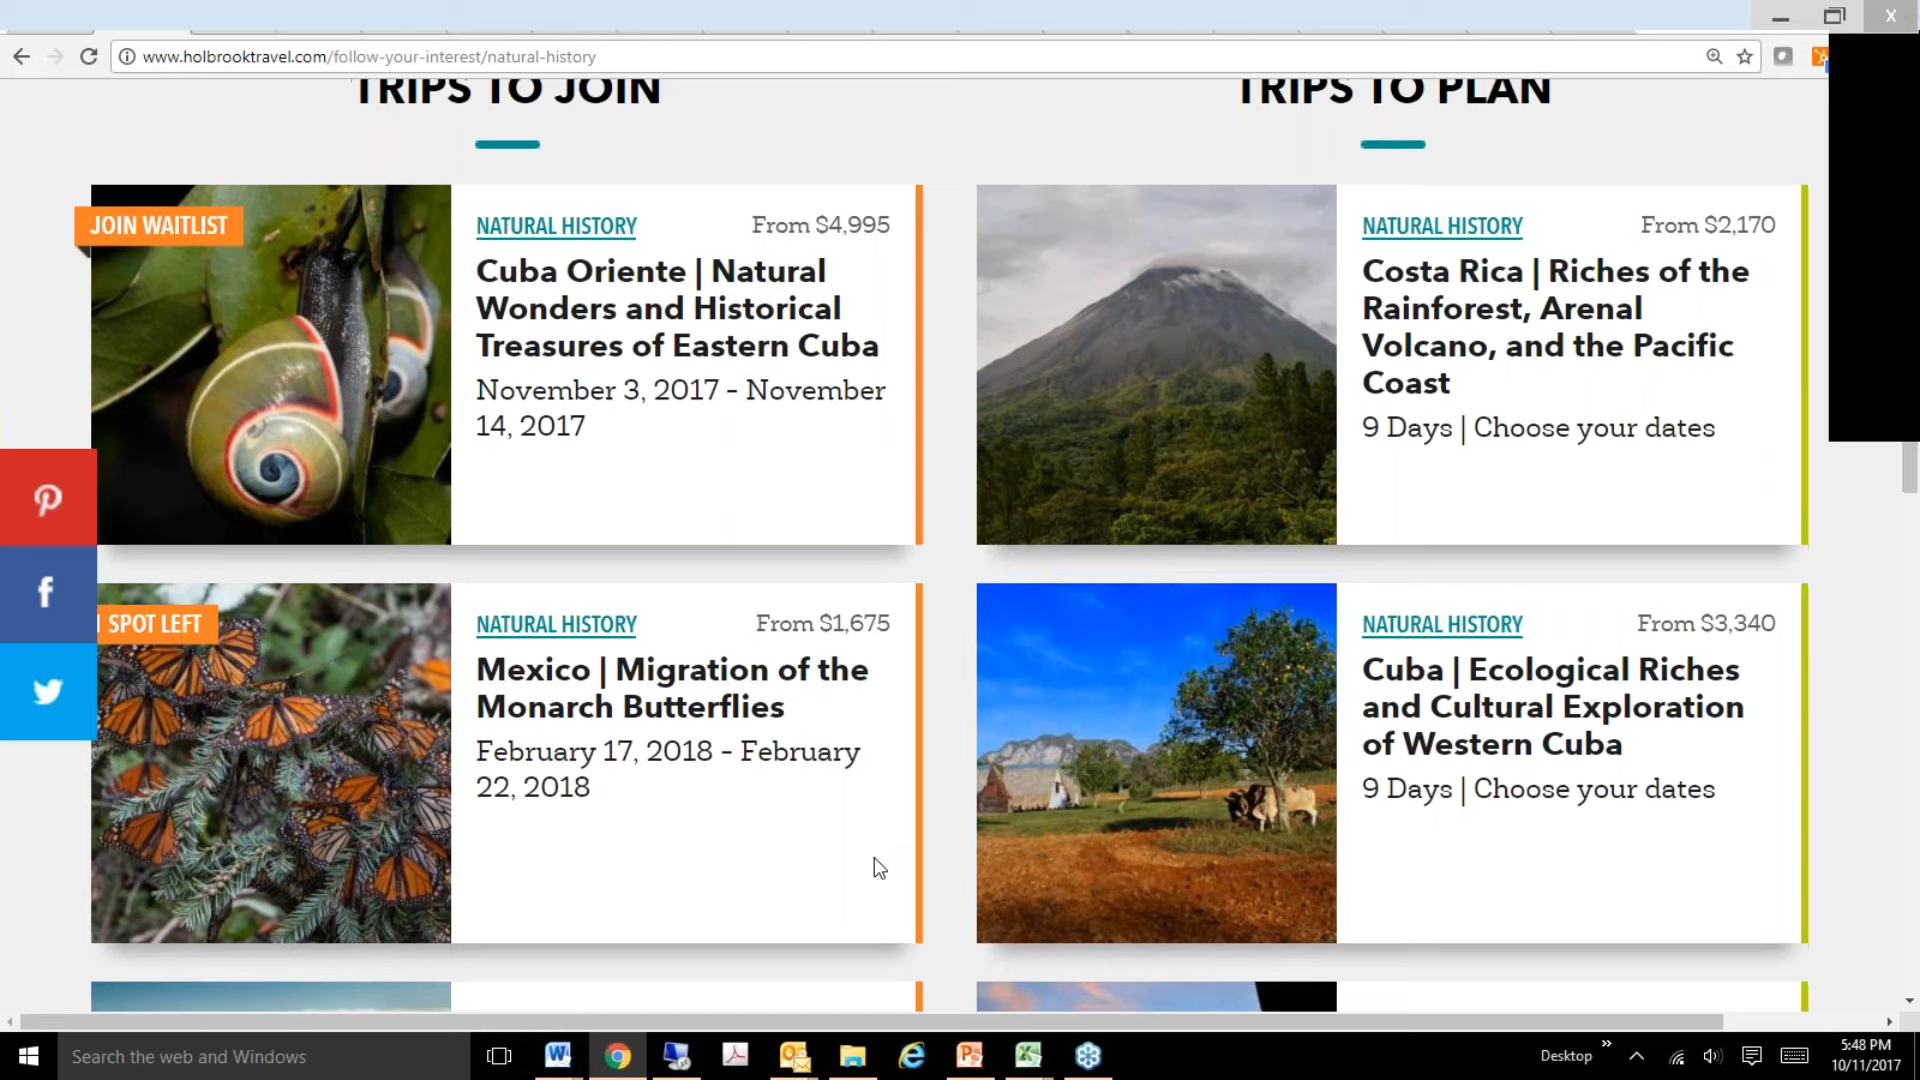 www.holbrooktravel.com/follow-your-interest/natural-history
TRIPS TO JOIN
JOIN WAITLIST
NATURAL HISTORY
From $4,995
Cuba Oriente | Natural
Wonders and Historical
Treasures of Eastern Cuba
November 3, 2017 - November
14, 2017
1 SPOT LEFT
NATURAL HISTORY
From $1,675
Mexico | Migration of the
Monarch Butterflies
February 17, 2018 - February
22, 2018
TRIPS TO PLAN
NATURAL HISTORY
From $2,170
Costa Rica | Riches of the
Rainforest, Arenal
Volcano, and the Pacific
Coast
9 Days | Choose your dates
NATURAL HISTORY
From $3,340
Cuba | Ecological Riches
and Cultural Exploration
of Western Cuba
9 Days | Choose your dates
Search the web and Windows
Desktop
5:48 PM
10/11/2017